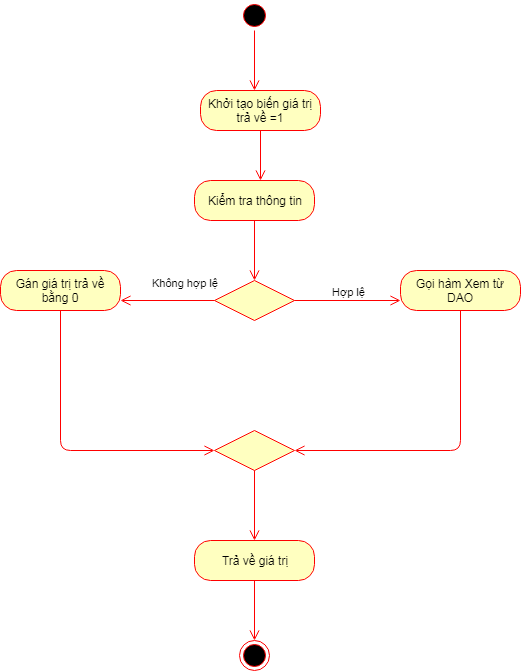 Khởi tạo biến giá trị
trả về =1
Kiểm tra thông tin
Không hợp lệ
Hợp lệ
Gán giá trị trả về
bằng 0
Gọi hàm Xem từ
DAO
Trả về giá trị